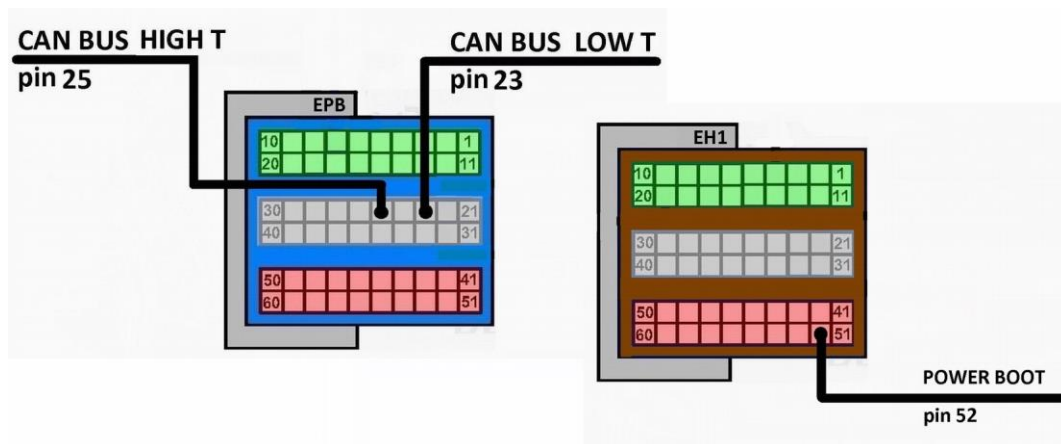 CAN BUS HIGH T
pin 25
CAN BUS LOW T
pin 23
EPB
10 1
20 11
30 21
40 31
50 41
60 51
EH1
10 1
20 11
30 21
40 31
50 41
60 51
POWER BOOT
pin 52